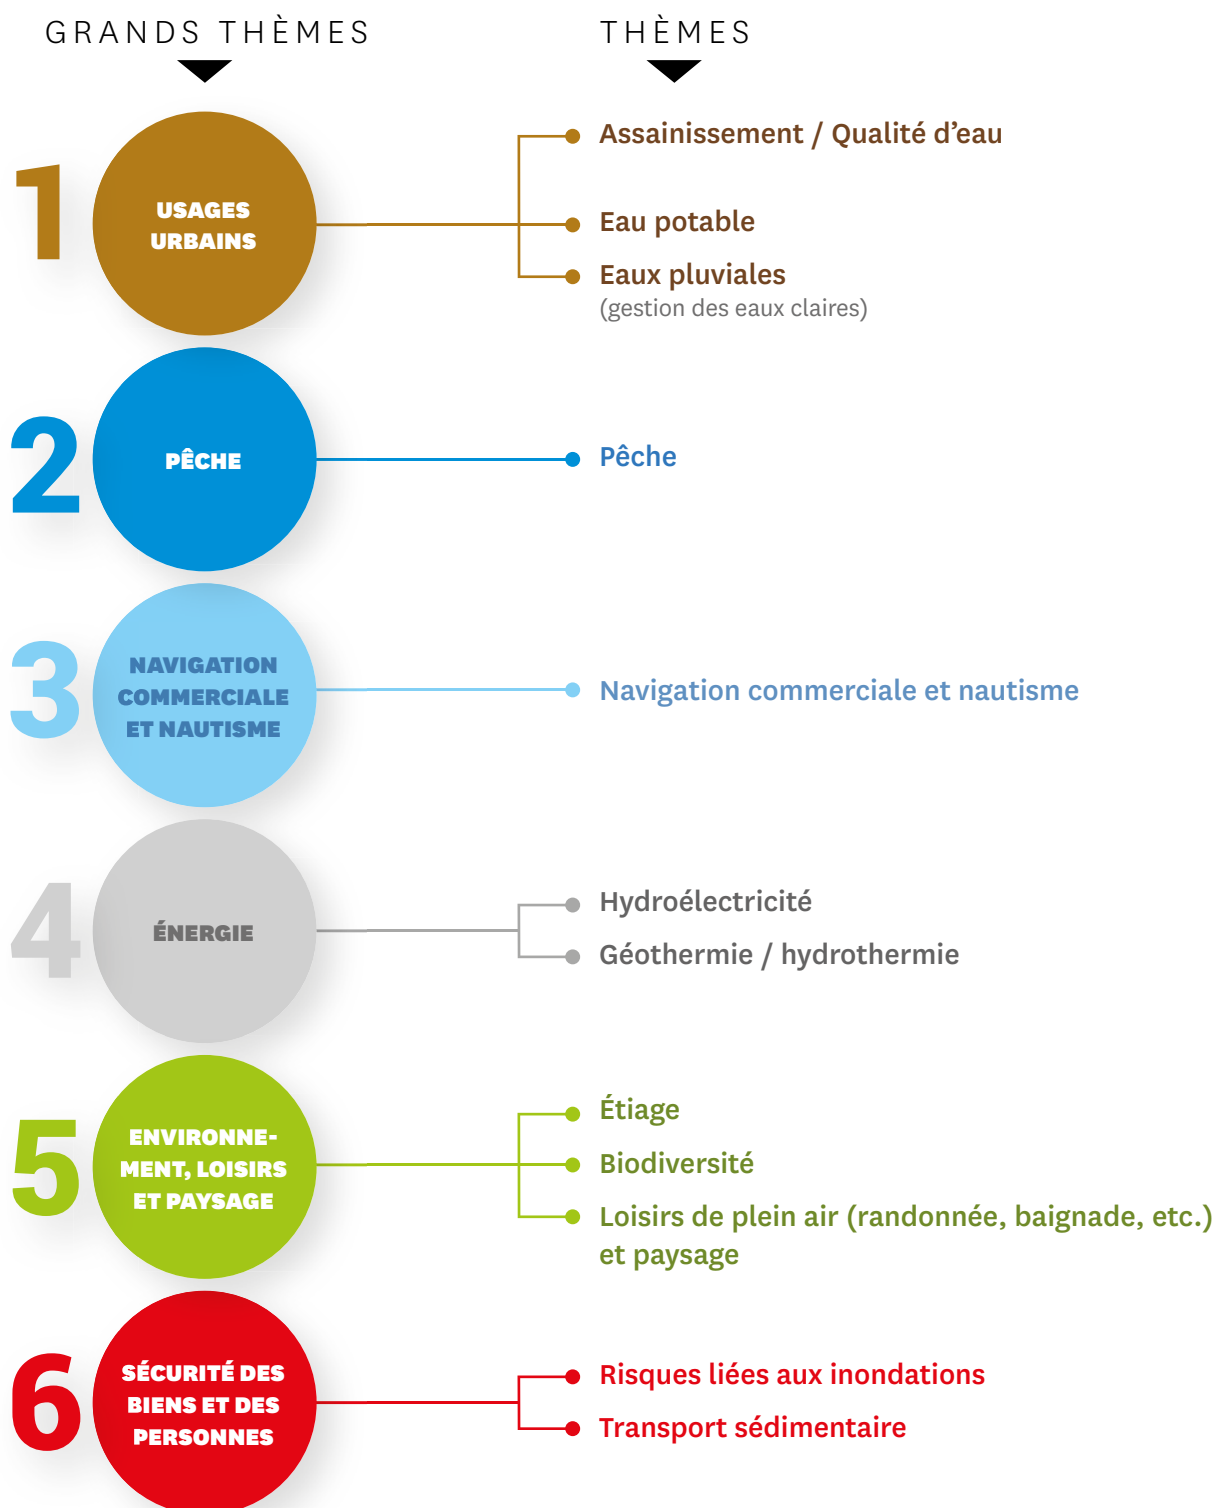 GRANDS THÈMES
THÈMES
1
USAGES
URBAINS
Assainissement / Qualité d'eau
Eau potable
Eaux pluviales
(gestion des eaux claires)
2
PÊCHE
Pêche
3
NAVIGATION
COMMERCIALE
ET NAUTISME
Navigation commerciale et nautisme
4
ÉNERGIE
Hydroélectricité
Géothermie / hydrothermie
5
ENVIRONNE-
MENT, LOISIRS
ET PAYSAGE
Étiage
Biodiversité
Loisirs de plein air (randonnée, baignade, etc.)
et paysage
6
SÉCURITÉ DES
BIENS ET DES
PERSONNES
Risques liées aux inondations
Transport sédimentaire